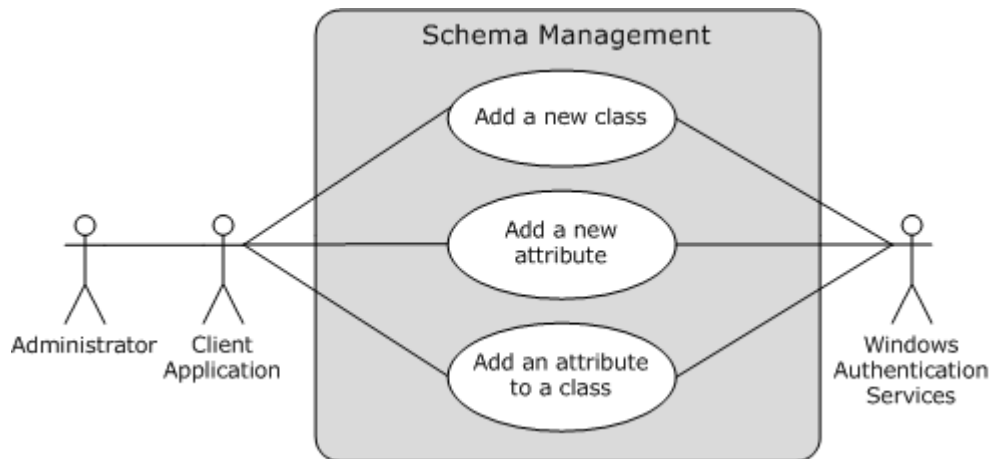 Schema Management
Add a new class
Add a new
attribute
Add an attribute
to a class
Administrator
Client
Application
Windows
Authentication
Services